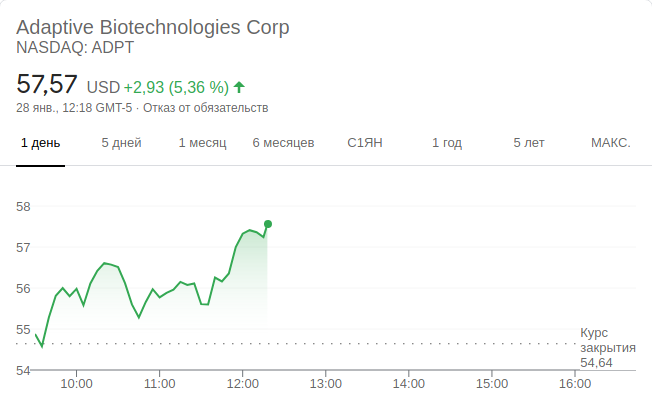 Adaptive Biotechnologies Corp
NASDAQ: ADPT
57,57 USD +2,93 (5,36 %)
28 янв., 12:18 GMT-5 · Отказ от обязательств
1 день 5 дней 1 месяц 6 месяцев С1ЯН 1 год 5 лет МАКС.
58
57
56
55
Курс
закрытия
54,64
54
10:00 11:00 12:00 13:00 14:00 15:00 16:00